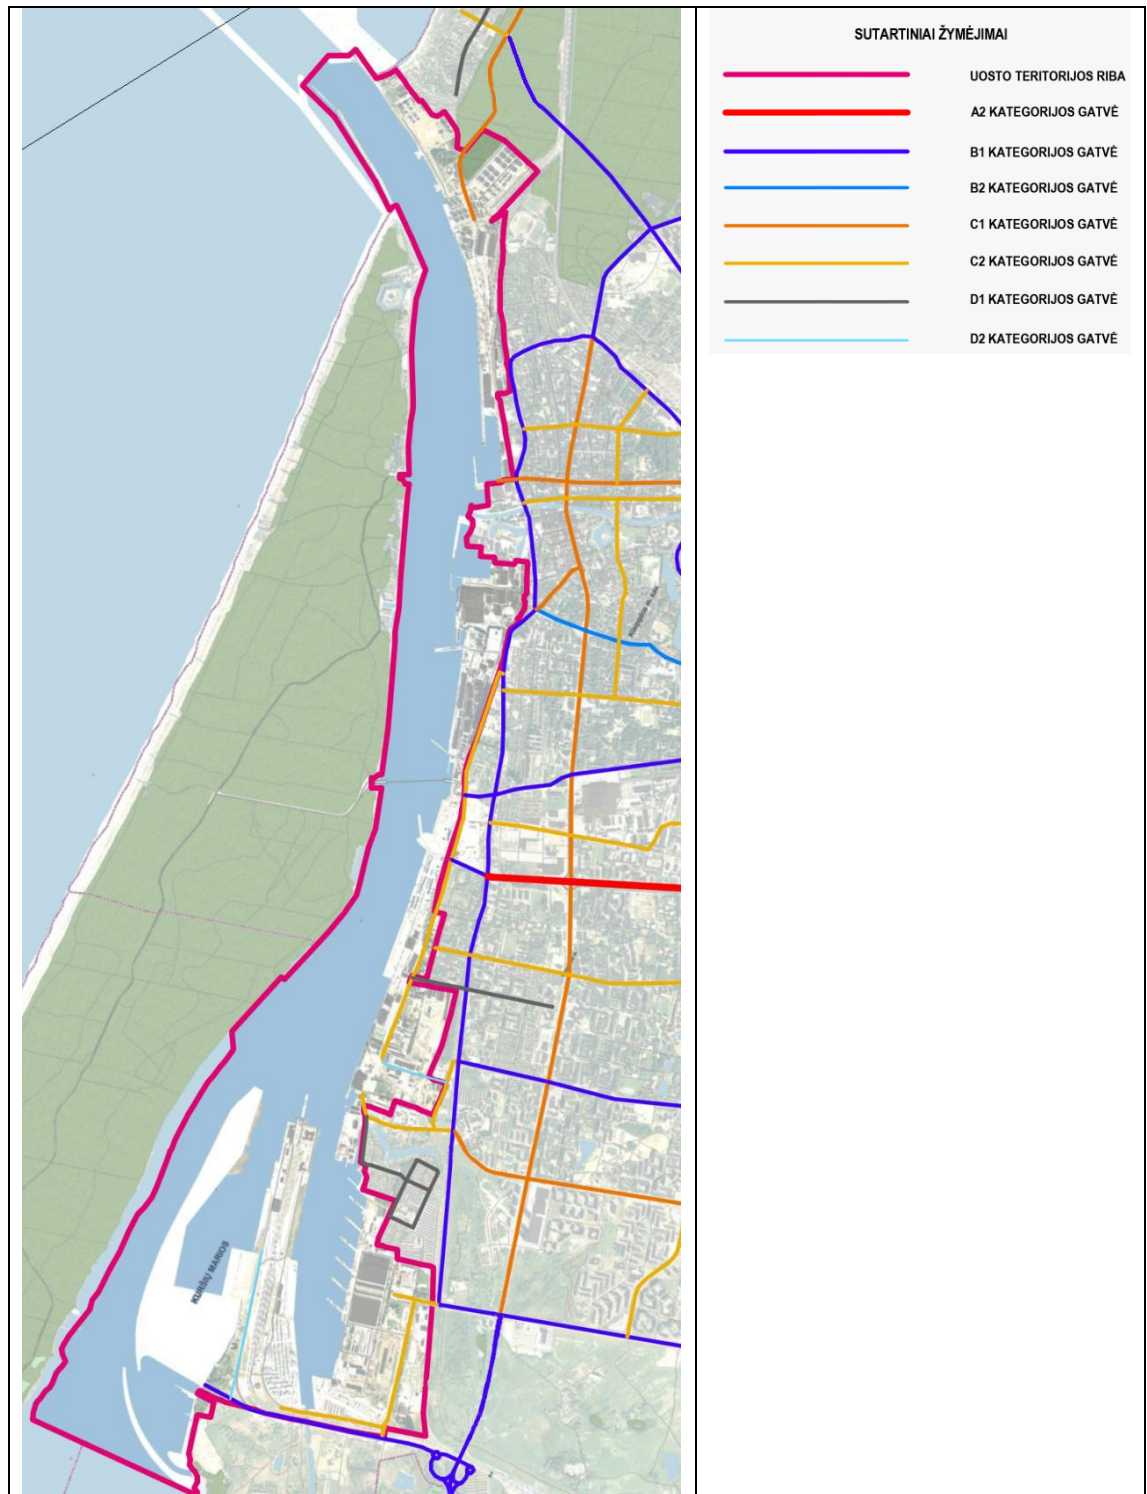 SUTARTINIAI ŽYMĖJIMAI
UOSTO TERITORIJOS RIBA
A2 KATEGORIJOS GATVĖ
B1 KATEGORIJOS GATVĖ
B2 KATEGORIJOS GATVĖ
C1 KATEGORIJOS GATVĖ
C2 KATEGORIJOS GATVĖ
D1 KATEGORIJOS GATVĖ
D2 KATEGORIJOS GATVĖ
KURŠIŲ MARIOS